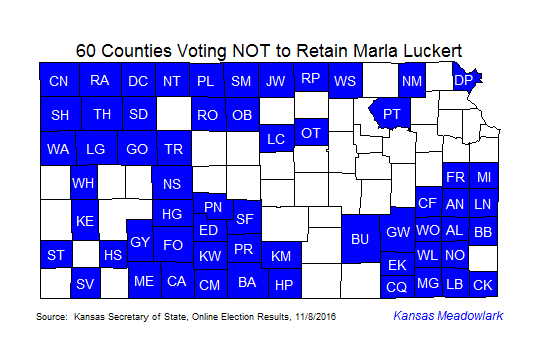 60 Counties Voting NOT to Retain Marla Luckert
CN RA DC NT PL SM JW RP WS NM DP
SH TH SD RO OB PT
LC OT
WA LG GO TR
WH NS FR MI
KE HG PN SF CF AN LN
GY FO ED BU GW WO AL BB
ST HS KW PR KM WL NO
EK
SV ME CA CM BA HP CQ MG LB CK
Source: Kansas Secretary of State, Online Election Results, 11/8/2016
Kansas Meadowlark